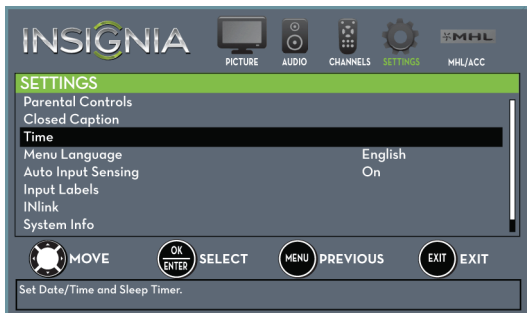 INSIGNIA
PICTURE AUDIO CHANNELS SETTINGS MHL MHL/ACC
SETTINGS
Parental Controls
Closed Caption
Time
Menu Language English
Auto Input Sensing On
Input Labels
INlink
System Info
MOVE OK ENTER SELECT MENU PREVIOUS EXIT EXIT
Set Date/Time and Sleep Timer.